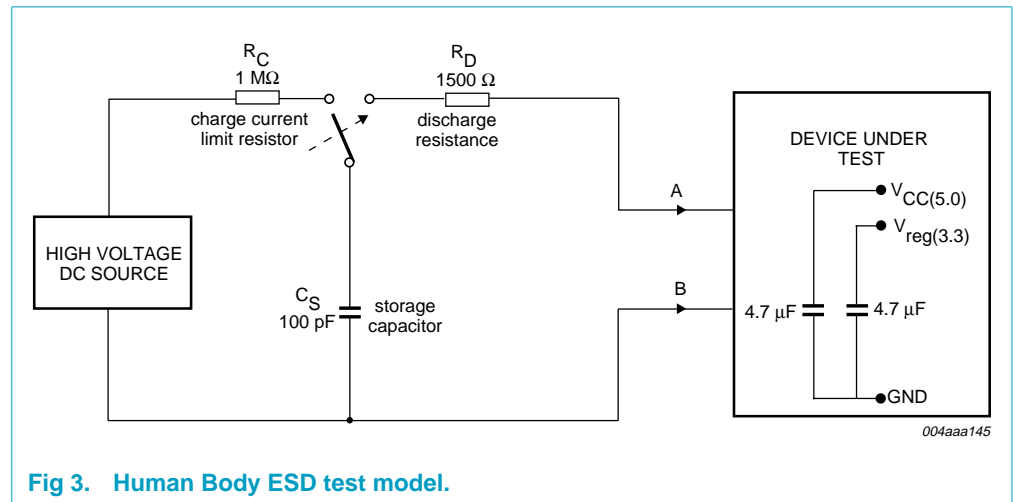 R_C
1 MΩ
charge current
limit resistor
R_D
1500 Ω
discharge
resistance
A
B
HIGH VOLTAGE
DC SOURCE
C_S
100 pF
storage
capacitor
DEVICE UNDER
TEST
V_CC(5.0)
V_reg(3.3)
4.7 μF
4.7 μF
GND
004aaa145
Fig 3. Human Body ESD test model.